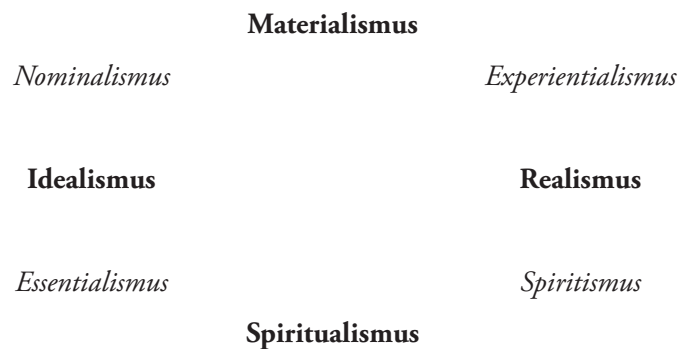 Materialismus
Nominalismus Experientialismus
Idealismus Realismus
Essentialismus Spiritismus
Spiritualismus